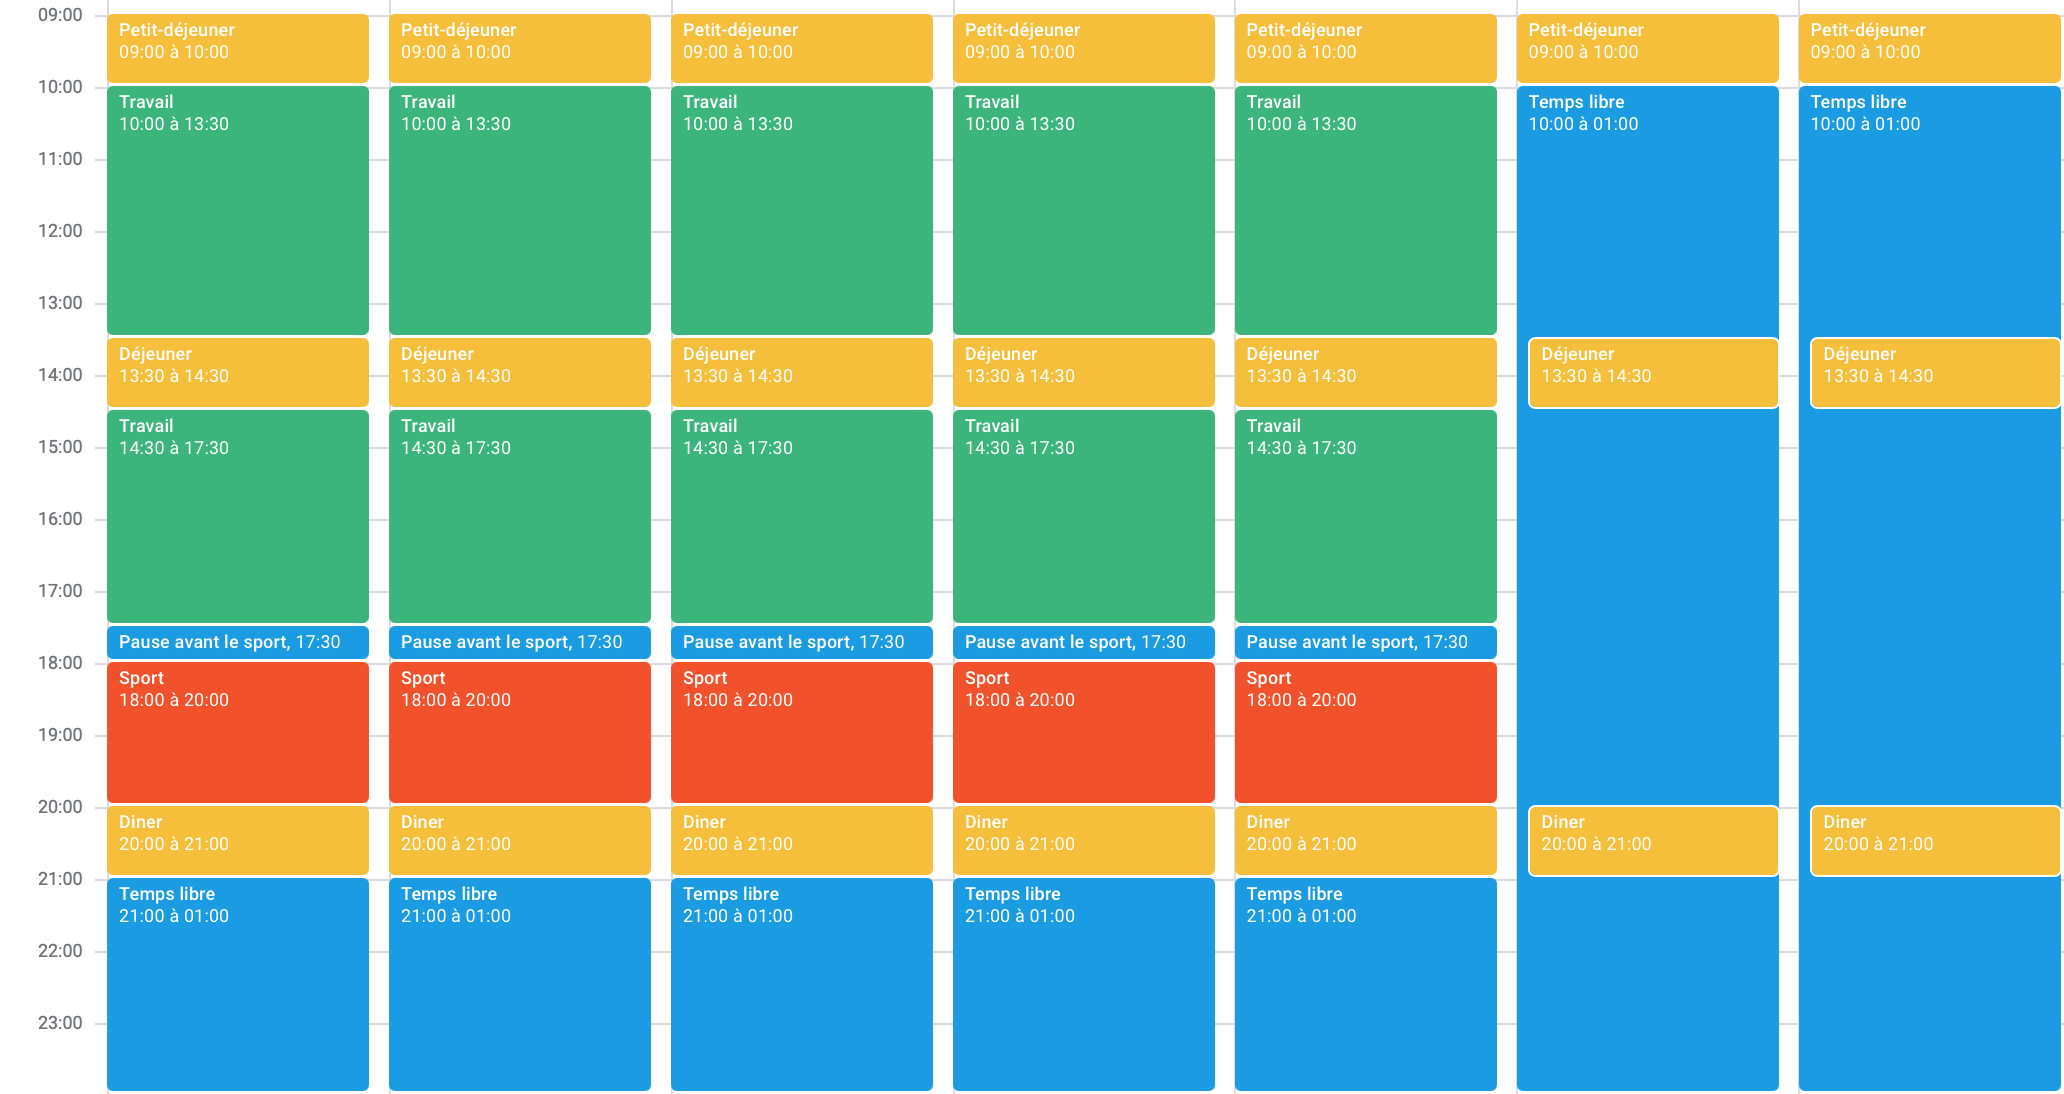 09:00
10:00
11:00
12:00
13:00
14:00
15:00
16:00
17:00
18:00
19:00
20:00
21:00
22:00
23:00
Petit-déjeuner
09:00 à 10:00
Travail
10:00 à 13:30
Déjeuner
13:30 à 14:30
Travail
14:30 à 17:30
Pause avant le sport, 17:30
Sport
18:00 à 20:00
Diner
20:00 à 21:00
Temps libre
21:00 à 01:00
Petit-déjeuner
09:00 à 10:00
Travail
10:00 à 13:30
Déjeuner
13:30 à 14:30
Travail
14:30 à 17:30
Pause avant le sport, 17:30
Sport
18:00 à 20:00
Diner
20:00 à 21:00
Temps libre
21:00 à 01:00
Petit-déjeuner
09:00 à 10:00
Travail
10:00 à 13:30
Déjeuner
13:30 à 14:30
Travail
14:30 à 17:30
Pause avant le sport, 17:30
Sport
18:00 à 20:00
Diner
20:00 à 21:00
Temps libre
21:00 à 01:00
Petit-déjeuner
09:00 à 10:00
Travail
10:00 à 13:30
Déjeuner
13:30 à 14:30
Travail
14:30 à 17:30
Pause avant le sport, 17:30
Sport
18:00 à 20:00
Diner
20:00 à 21:00
Temps libre
21:00 à 01:00
Petit-déjeuner
09:00 à 10:00
Travail
10:00 à 13:30
Déjeuner
13:30 à 14:30
Travail
14:30 à 17:30
Pause avant le sport, 17:30
Sport
18:00 à 20:00
Diner
20:00 à 21:00
Temps libre
21:00 à 01:00
Petit-déjeuner
09:00 à 10:00
Temps libre
10:00 à 01:00
Déjeuner
13:30 à 14:30
Diner
20:00 à 21:00
Petit-déjeuner
09:00 à 10:00
Temps libre
10:00 à 01:00
Déjeuner
13:30 à 14:30
Diner
20:00 à 21:00